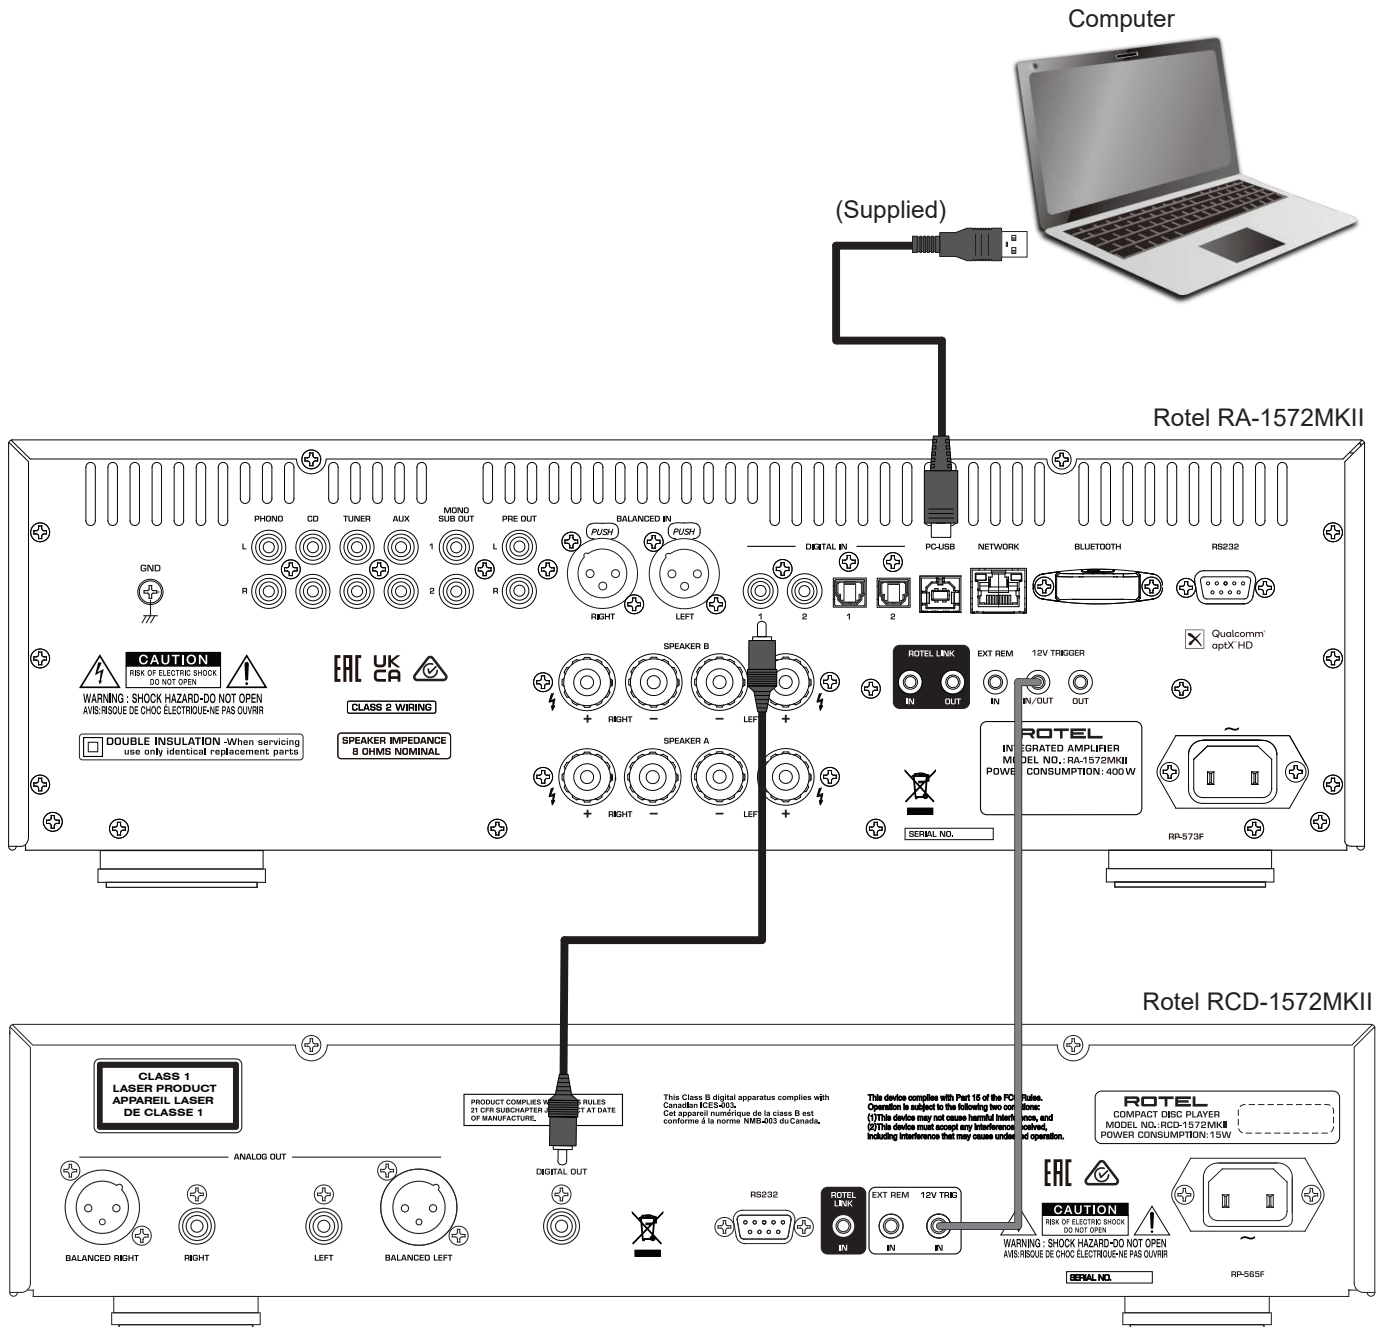 Computer
(Supplied)
Rotel RA-1572MKII
PHONO CD TUNER AUX MONO SUB OUT PRE OUT BALANCED IN
PUSH PUSH
DIGITAL IN PC-USB NETWORK BLUETOOTH RS232
L 1 L
GND
R 2 R
RIGHT LEFT 1 2 1 2
Qualcomm
aptX HD
CAUTION
RISK OF ELECTRIC SHOCK
DO NOT OPEN
WARNING : SHOCK HAZARD-DO NOT OPEN
AVIS:RISQUE DE CHOC ÉLECTRIQUE-NE PAS OUVRIR
EAC UK CA
CLASS 2 WIRING
DOUBLE INSULATION -When servicing
use only identical replacement parts
SPEAKER IMPEDANCE
8 OHMS NOMINAL
SPEAKER B
+ RIGHT − − LEF +
SPEAKER A
+ RIGHT − − LEF +
ROTEL LINK EXT REM 12V TRIGGER
IN OUT IN IN/OUT OUT
ROTEL
INTEGRATED AMPLIFIER
MODEL NO.: RA-1572MKII
POWER CONSUMPTION: 400W
~
SERIAL NO.
RP-573F
Rotel RCD-1572MKII
CLASS 1
LASER PRODUCT
APPAREIL LASER
DE CLASSE 1
PRODUCT COMPLIES RULES
21 CFR SUBCHAPTER J AT DATE
OF MANUFACTURE.
This Class B digital apparatus complies with
Canadian ICES-003.
Cet appareil numérique de la class B est
conforme á la norme NMB-003 du Canada.
This device complies with Part 15 of the FCC Rules.
Operation is subject to the following two conditions:
(1)This device may not cause harmful interference, and
(2)This device must accept any interference received,
including interference that may cause undesired operation.
ROTEL
COMPACT DISC PLAYER
MODEL NO.:RCD-1572MKII
POWER CONSUMPTION:15W
ANALOG OUT
DIGITAL OUT
BALANCED RIGHT RIGHT LEFT BALANCED LEFT
RS232
ROTEL LINK EXT REM 12V TRIG
IN IN IN
EAC
CAUTION
RISK OF ELECTRIC SHOCK
DO NOT OPEN
WARNING : SHOCK HAZARD-DO NOT OPEN
AVIS:RISQUE DE CHOC ÉLECTRIQUE-NE PAS OUVRIR
~
SERIAL NO.
RP-565F